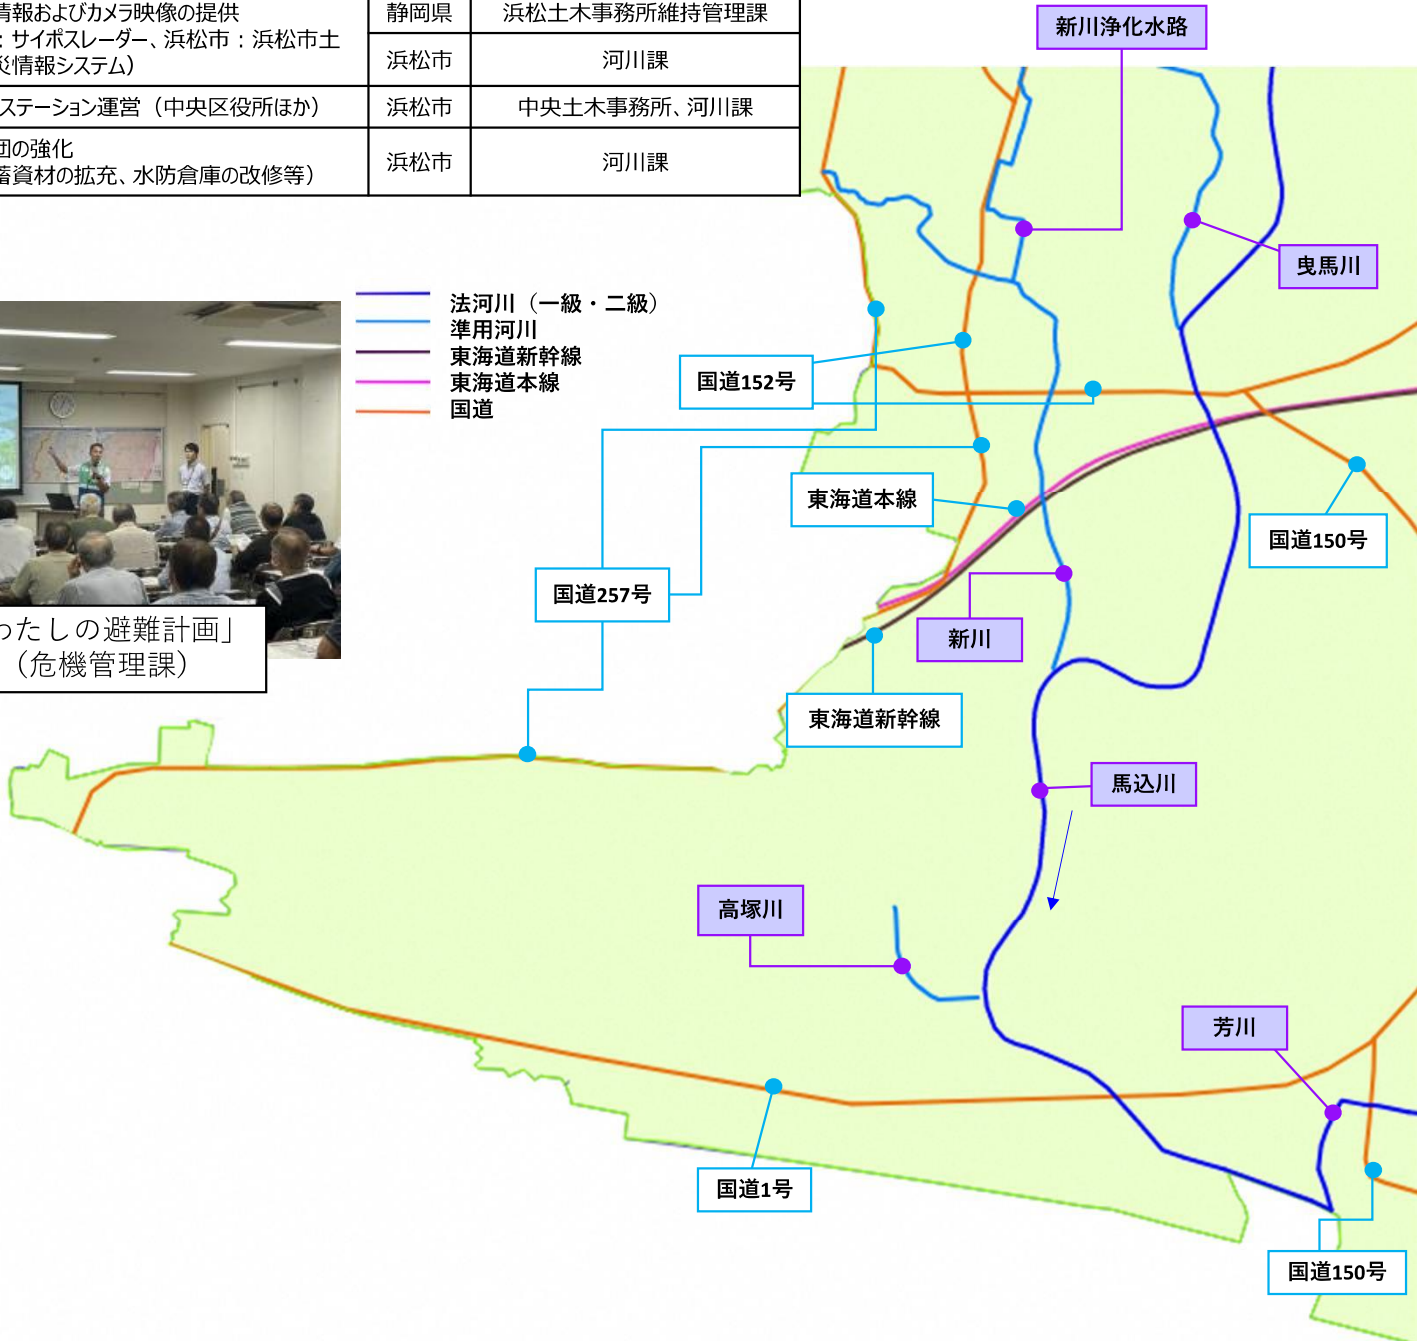 情報およびカメラ映像の提供
：サイポスレーダー、浜松市：浜松市土
災情報システム）
静岡県
浜松土木事務所維持管理課
浜松市
河川課
ステーション運営（中央区役所ほか）
浜松市
中央土木事務所、河川課
団の強化
蓄資材の拡充、水防倉庫の改修等）
浜松市
河川課
新川浄化水路
曳馬川
法河川（一級・二級）
準用河川
東海道新幹線
東海道本線
国道
国道152号
東海道本線
国道150号
国道257号
新川
わたしの避難計画」
（危機管理課）
東海道新幹線
馬込川
高塚川
芳川
国道1号
国道150号